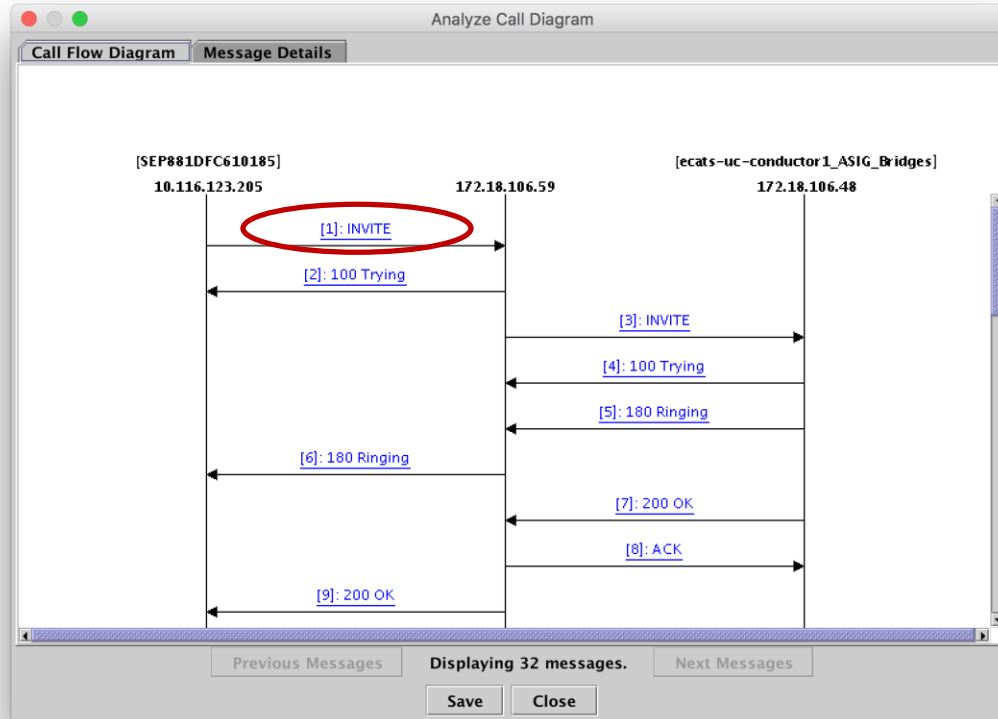 Analyze Call Diagram
Call Flow Diagram Message Details
[SEP881DFC610185] [ecats-uc-conductor1_ASIG_Bridges]
10.116.123.205 172.18.106.59 172.18.106.48
[1]: INVITE
[2]: 100 Trying
[3]: INVITE
[4]: 100 Trying
[5]: 180 Ringing
[6]: 180 Ringing
[7]: 200 OK
[8]: ACK
[9]: 200 OK
Previous Messages Displaying 32 messages. Next Messages
Save Close